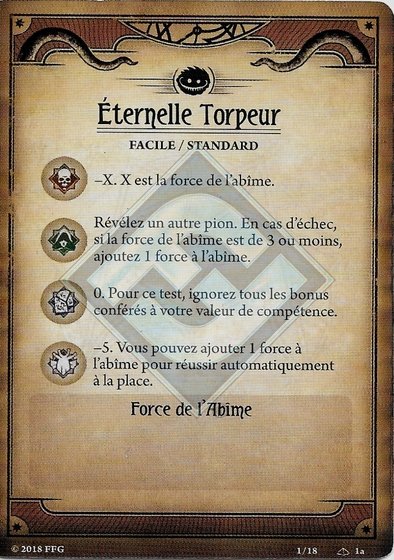 Éternelle Torpeur
FACILE / STANDARD
–X. X est la force de l'abîme.
Révélez un autre pion. En cas d'échec,
si la force de l'abîme est de 3 ou moins,
ajoutez 1 force à l'abîme.
0. Pour ce test, ignorez tous les bonus
conférés à votre valeur de compétence.
–5. Vous pouvez ajouter 1 force à
l'abîme pour réussir automatiquement
à la place.
Force de l'Abîme
© 2018 FFG 1/18 1a